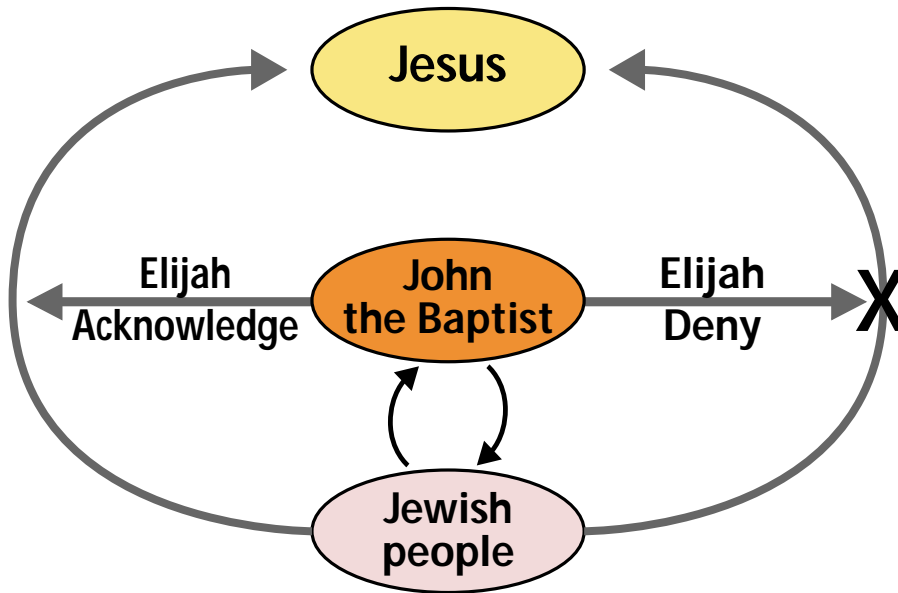 Jesus
Elijah
Acknowledge
John
the Baptist
Elijah
Deny
X
Jewish
people